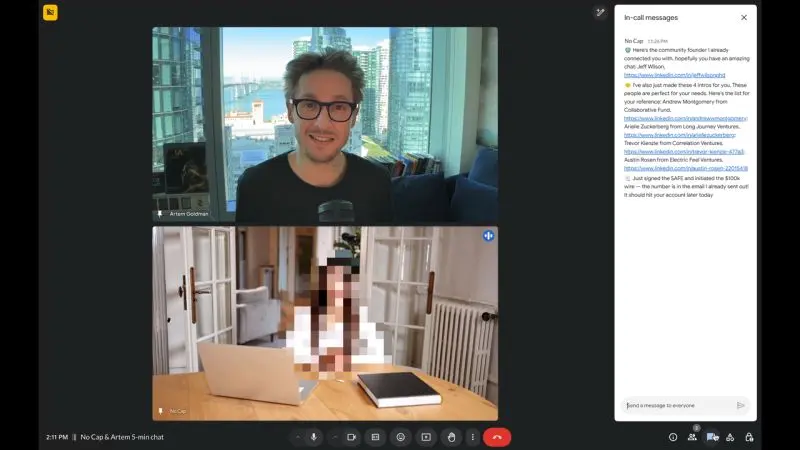 In-call messages
No Cap 11:26 PM
Here's the community founder I already
connected you with, hopefully you have an amazing
chat: Jeff Wilson,
https://www.linkedin.com/in/jeffwilsonphd
I've also just made these 4 intros for you. These
people are perfect for your needs. Here's the list for
your reference: Andrew Montgomery from
Collaborative Fund,
https://www.linkedin.com/in/andrewvmontgomery;
Arielle Zuckerberg from Long Journey Ventures,
https://www.linkedin.com/in/ariellezuckerberg;
Trevor Kienzle from Correlation Ventures,
https://www.linkedin.com/in/trevor-kienzle-477a3;
Austin Rosen from Electric Feel Ventures,
https://www.linkedin.com/in/austin-rosen-22015418
Just signed the SAFE and initiated the $100k
wire — the number is in the email I already sent out!
It should hit your account later today
Artem Goldman
No Cap
Send a message to everyone
2:11 PM | No Cap & Artem 5-min chat